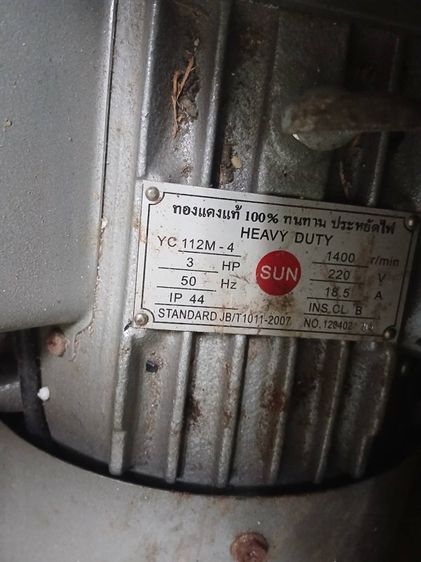 ทองแดงแท้ 100% ทนทาน ประหยัดไฟ
HEAVY DUTY
YC 112M-4 1400 r/min
3 HP SUN 220 V
50 Hz 18.5 A
IP 44 INS.CL B
STANDARD JB/T1011-2007 NO. 120402